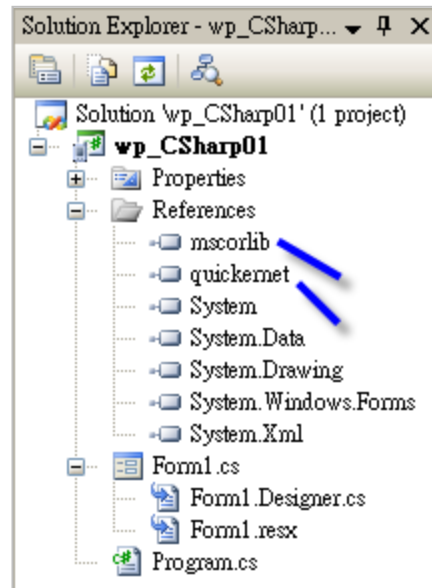 Solution Explorer - wp_CSharp...
Solution 'wp_CSharp01' (1 project)
wp_CSharp01
Properties
References
mscorlib
quickernet
System
System.Data
System.Drawing
System.Windows.Forms
System.Xml
Form1.cs
Form1.Designer.cs
Form1.resx
Program.cs